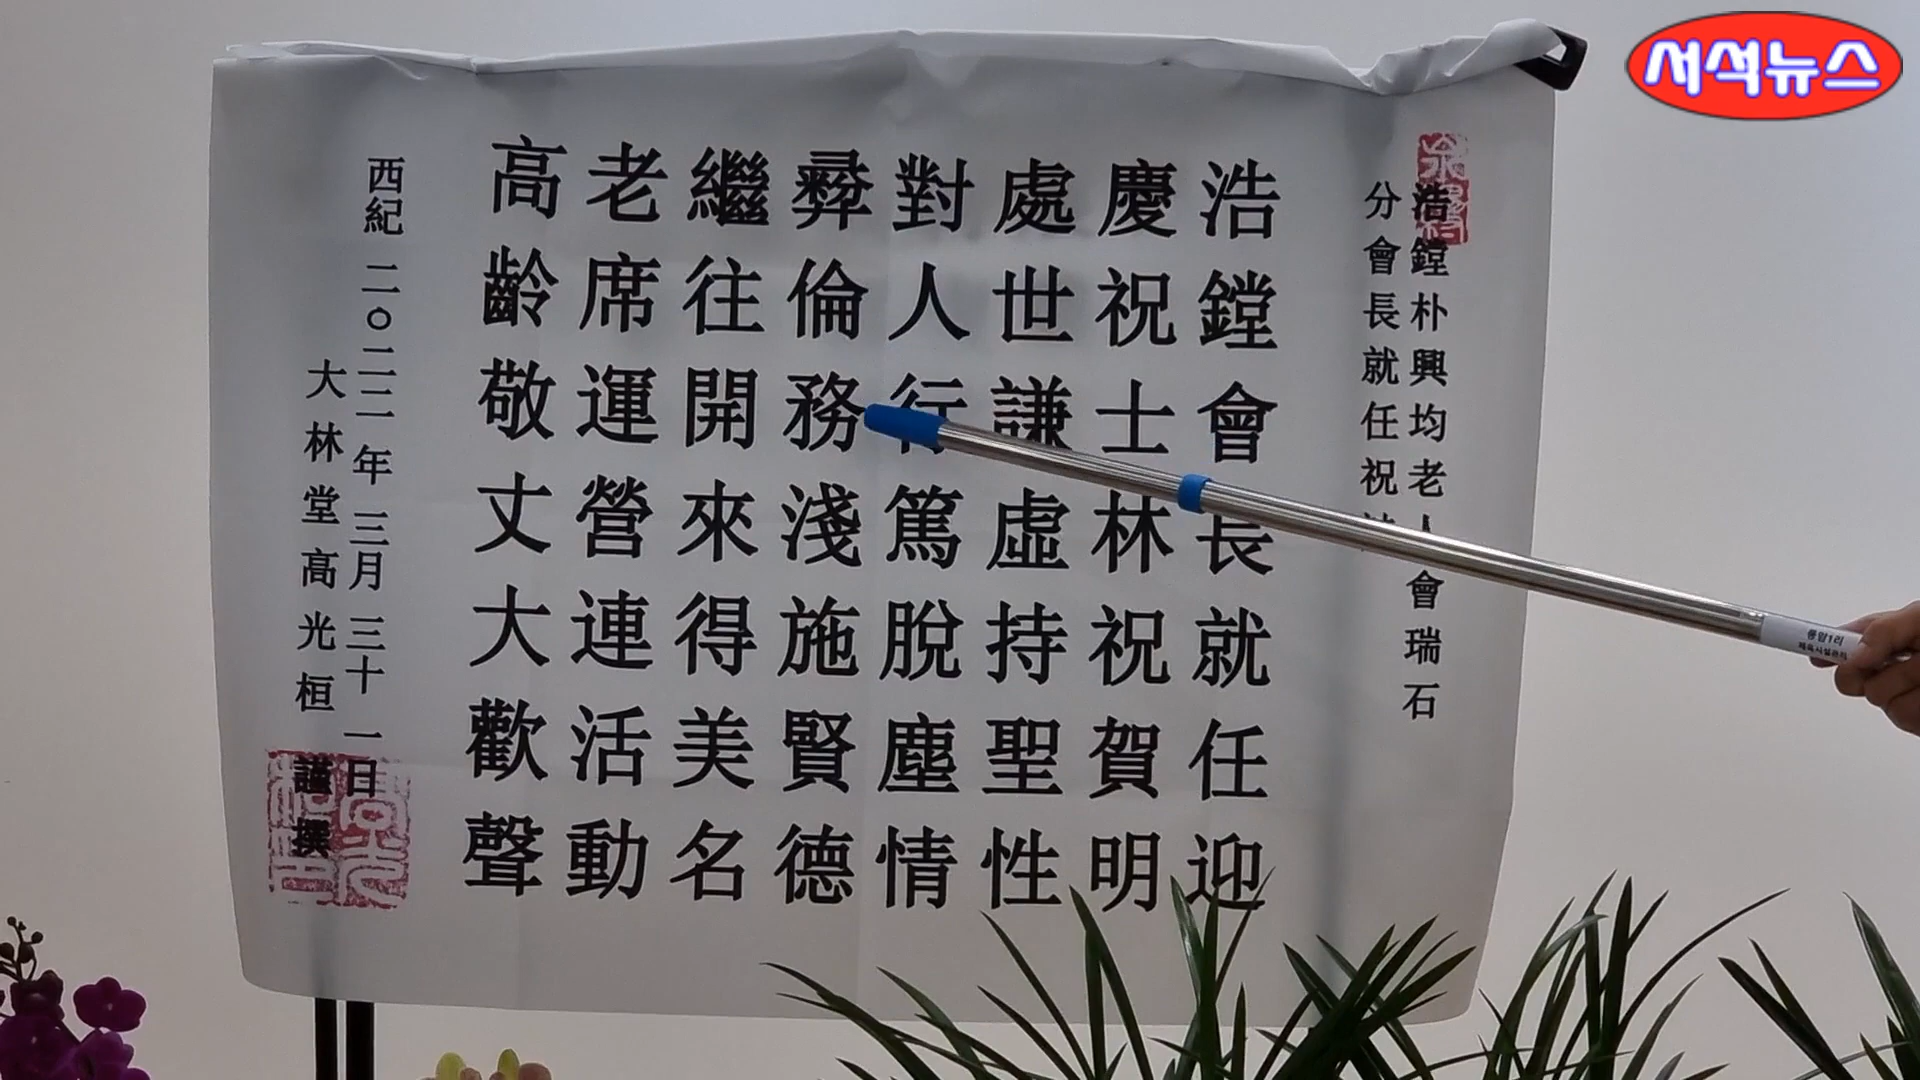 서석뉴스
浩鏜朴興均老人會瑞石
分會長就任祝
浩鏜會長就任迎
慶祝士林祝賀明
處世謙虛持聖性
對人行篤脫塵情
彛倫務淺施賢德
繼往開來得美名
老席運營連活動
高齡敬丈大歡聲
西紀 二〇二二年 三月 三十一日
大林堂高光桓 謹撰